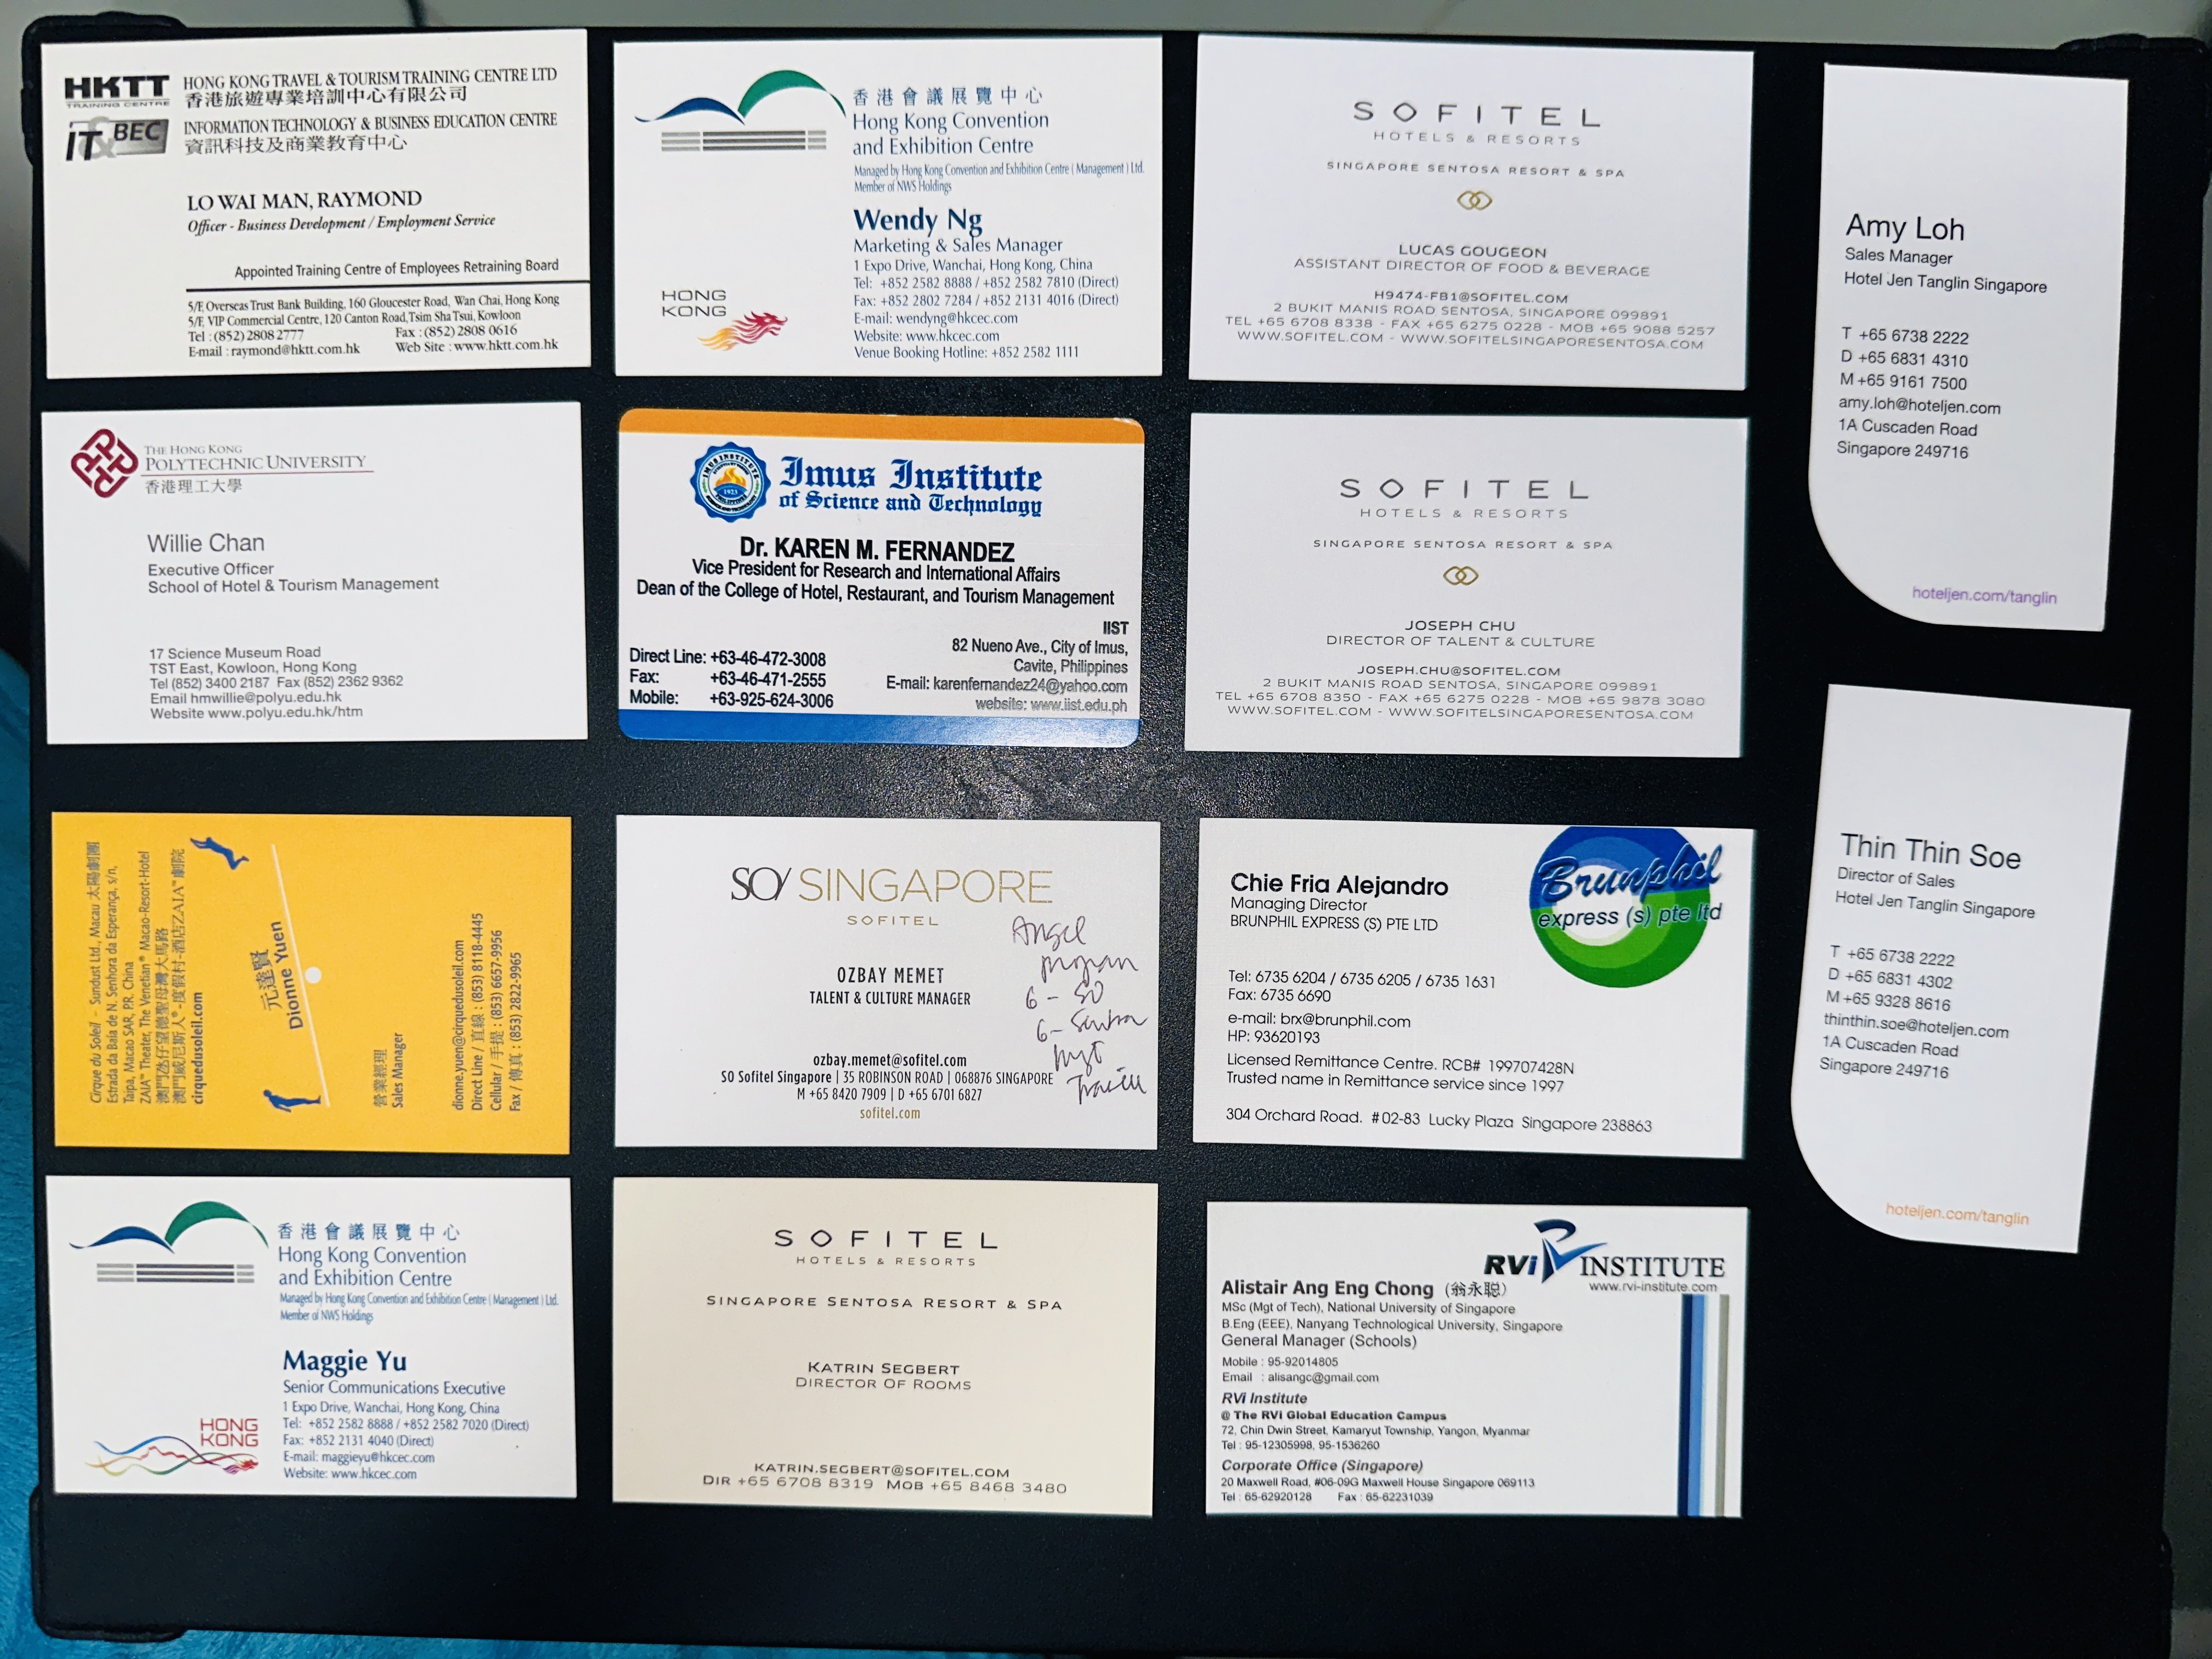 HKTT
TRAINING CENTRE
HONG KONG TRAVEL & TOURISM TRAINING CENTRE LTD
香港旅遊專業培訓中心有限公司
iT& BEC
INFORMATION TECHNOLOGY & BUSINESS EDUCATION CENTRE
資訊科技及商業教育中心
LO WAI MAN, RAYMOND
Officer - Business Development / Employment Service
Appointed Training Centre of Employees Retraining Board
5/F, Overseas Trust Bank Building, 160 Gloucester Road, Wan Chai, Hong Kong
5/F, VIP Commercial Centre, 120 Canton Road, Tsim Sha Tsui, Kowloon
Tel : (852) 2808 2777 Fax : (852) 2808 0616
E-mail : raymond@hktt.com.hk Web Site : www.hktt.com.hk
香港會議展覽中心
Hong Kong Convention
and Exhibition Centre
Managed by Hong Kong Convention and Exhibition Centre ( Management ) Ltd.
Member of NWS Holdings
Wendy Ng
Marketing & Sales Manager
1 Expo Drive, Wanchai, Hong Kong, China
Tel: +852 2582 8888 / +852 2582 7810 (Direct)
Fax: +852 2802 7284 / +852 2131 4016 (Direct)
E-mail: wendyng@hkcec.com
Website: www.hkcec.com
Venue Booking Hotline: +852 2582 1111
HONG
KONG
SOFITEL
HOTELS & RESORTS
SINGAPORE SENTOSA RESORT & SPA
LUCAS GOUGEON
ASSISTANT DIRECTOR OF FOOD & BEVERAGE
H9474-FB1@SOFITEL.COM
2 BUKIT MANIS ROAD SENTOSA, SINGAPORE 099891
TEL +65 6708 8338 - FAX +65 6275 0228 - MOB +65 9088 5257
WWW.SOFITEL.COM - WWW.SOFITELSINGAPORESENTOSA.COM
Amy Loh
Sales Manager
Hotel Jen Tanglin Singapore
T +65 6738 2222
D +65 6831 4310
M +65 9161 7500
amy.loh@hoteljen.com
1A Cuscaden Road
Singapore 249716
hoteljen.com/tanglin
THE HONG KONG
POLYTECHNIC UNIVERSITY
香港理工大學
Willie Chan
Executive Officer
School of Hotel & Tourism Management
17 Science Museum Road
TST East, Kowloon, Hong Kong
Tel (852) 3400 2187 Fax (852) 2362 9362
Email hmwillie@polyu.edu.hk
Website www.polyu.edu.hk/htm
IMUS INSTITUTE
1923
Imus Institute
of Science and Technology
Dr. KAREN M. FERNANDEZ
Vice President for Research and International Affairs
Dean of the College of Hotel, Restaurant, and Tourism Management
IIST
82 Nueno Ave., City of Imus,
Cavite, Philippines
E-mail: karenfernandez24@yahoo.com
website: www.iist.edu.ph
Direct Line: +63-46-472-3008
Fax: +63-46-471-2555
Mobile: +63-925-624-3006
SOFITEL
HOTELS & RESORTS
SINGAPORE SENTOSA RESORT & SPA
JOSEPH CHU
DIRECTOR OF TALENT & CULTURE
JOSEPH.CHU@SOFITEL.COM
2 BUKIT MANIS ROAD SENTOSA, SINGAPORE 099891
TEL +65 6708 8350 - FAX +65 6275 0228 - MOB +65 9878 3080
WWW.SOFITEL.COM - WWW.SOFITELSINGAPORESENTOSA.COM
Thin Thin Soe
Director of Sales
Hotel Jen Tanglin Singapore
T +65 6738 2222
D +65 6831 4302
M +65 9328 8616
thinthin.soe@hoteljen.com
1A Cuscaden Road
Singapore 249716
hoteljen.com/tanglin
Cirque du Soleil - Sundust Ltd., Macau 太陽劇團
Estrada da Baía de N. Senhora da Esperança, s/n,
Taipa, Macao SAR, P.R. China
ZAIA™ Theater, The Venetian® Macao-Resort-Hotel
澳門氹仔望德聖母灣大馬路
澳門威尼斯人®-度假村-酒店ZAIA™劇院
cirquedusoleil.com
元達賢
Dionne Yuen
營業經理
Sales Manager
dionne.yuen@cirquedusoleil.com
Direct Line / 直線 : (853) 8118-4445
Cellular / 手提 : (853) 6657-9956
Fax / 傳真 : (853) 2822-9965
SO/ SINGAPORE
SOFITEL
OZBAY MEMET
TALENT & CULTURE MANAGER
ozbay.memet@sofitel.com
SO Sofitel Singapore | 35 ROBINSON ROAD | 068876 SINGAPORE
M +65 8420 7909 | D +65 6701 6827
sofitel.com
Angel
6 - SO
6 -
Chie Fria Alejandro
Managing Director
BRUNPHIL EXPRESS (S) PTE LTD
Brunphil
express (s) pte ltd
Tel: 6735 6204 / 6735 6205 / 6735 1631
Fax: 6735 6690
e-mail: brx@brunphil.com
HP: 93620193
Licensed Remittance Centre. RCB# 199707428N
Trusted name in Remittance service since 1997
304 Orchard Road. #02-83 Lucky Plaza Singapore 238863
香港會議展覽中心
Hong Kong Convention
and Exhibition Centre
Managed by Hong Kong Convention and Exhibition Centre ( Management ) Ltd.
Member of NWS Holdings
Maggie Yu
Senior Communications Executive
1 Expo Drive, Wanchai, Hong Kong, China
Tel: +852 2582 8888 / +852 2582 7020 (Direct)
Fax: +852 2131 4040 (Direct)
E-mail: maggieyu@hkcec.com
Website: www.hkcec.com
HONG
KONG
SOFITEL
HOTELS & RESORTS
SINGAPORE SENTOSA RESORT & SPA
KATRIN SEGBERT
DIRECTOR OF ROOMS
KATRIN.SEGBERT@SOFITEL.COM
DIR +65 6708 8319 MOB +65 8468 3480
RVi INSTITUTE
www.rvi-institute.com
Alistair Ang Eng Chong (翁永聪)
MSc (Mgt of Tech), National University of Singapore
B.Eng (EEE), Nanyang Technological University, Singapore
General Manager (Schools)
Mobile : 95-92014805
Email : alisangc@gmail.com
RVi Institute
@ The RVi Global Education Campus
72, Chin Dwin Street, Kamaryut Township, Yangon, Myanmar
Tel : 95-12305998, 95-1536260
Corporate Office (Singapore)
20 Maxwell Road, #06-09G Maxwell House Singapore 069113
Tel : 65-62920128 Fax : 65-62231039